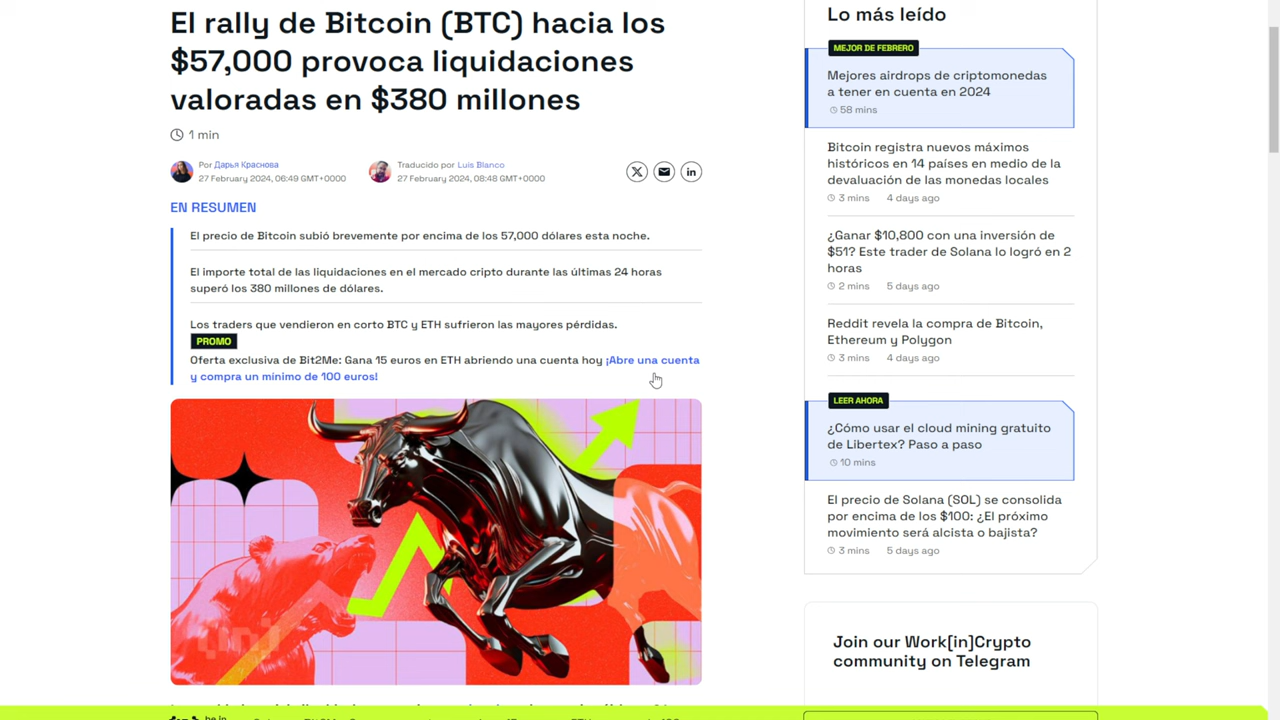 El rally de Bitcoin (BTC) hacia los
$57,000 provoca liquidaciones
valoradas en $380 millones
1 min
Por Дарья Краснова
27 February 2024, 06:49 GMT+0000
Traducido por Luis Blanco
27 February 2024, 08:48 GMT+0000
EN RESUMEN
El precio de Bitcoin subió brevemente por encima de los 57,000 dólares esta noche.
El importe total de las liquidaciones en el mercado cripto durante las últimas 24 horas
superó los 380 millones de dólares.
Los traders que vendieron en corto BTC y ETH sufrieron las mayores pérdidas.
PROMO
Oferta exclusiva de Bit2Me: Gana 15 euros en ETH abriendo una cuenta hoy ¡Abre una cuenta
y compra un mínimo de 100 euros!
Lo más leído
MEJOR DE FEBRERO
Mejores airdrops de criptomonedas
a tener en cuenta en 2024
58 mins
Bitcoin registra nuevos máximos
históricos en 14 países en medio de la
devaluación de las monedas locales
3 mins 4 days ago
¿Ganar $10,800 con una inversión de
$51? Este trader de Solana lo logró en 2
horas
2 mins 5 days ago
Reddit revela la compra de Bitcoin,
Ethereum y Polygon
3 mins 4 days ago
LEER AHORA
¿Cómo usar el cloud mining gratuito
de Libertex? Paso a paso
10 mins
El precio de Solana (SOL) se consolida
por encima de los $100: ¿El próximo
movimiento será alcista o bajista?
3 mins 5 days ago
Join our Work[in]Crypto
community on Telegram